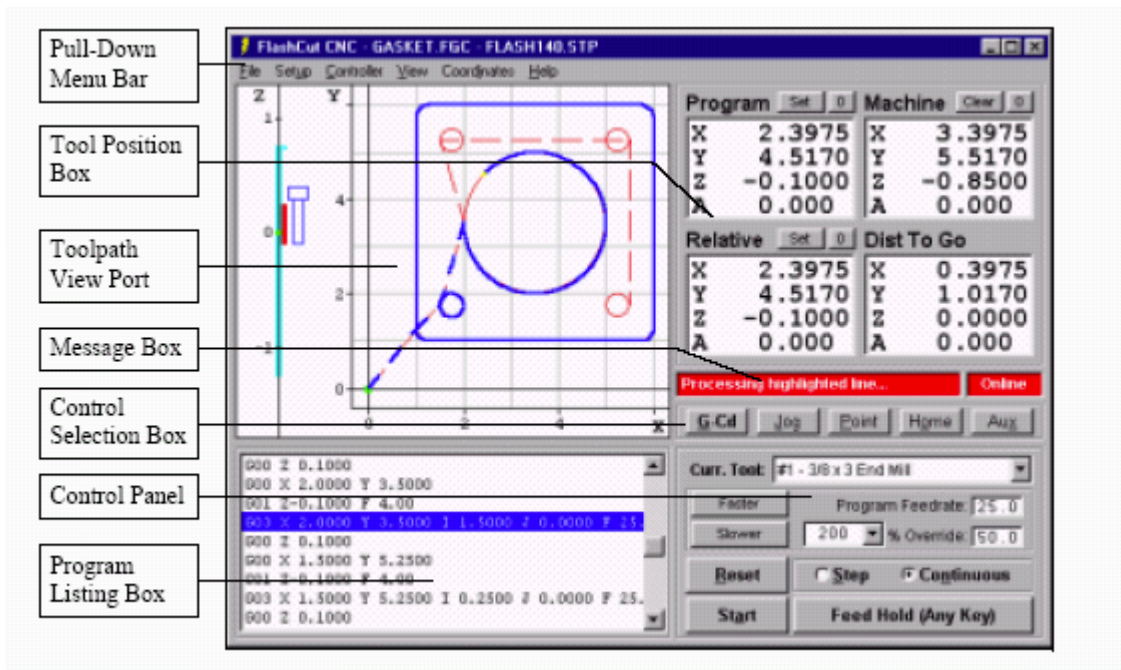 Pull-Down
Menu Bar
Tool Position
Box
Toolpath
View Port
Message Box
Control
Selection Box
Control Panel
Program
Listing Box
FlashCut CNC - GASKET.FGC - FLASH140.STP
File Setup Controller View Coordinates Help
Z Y
1
0
-1
4
2
0
0 2 4 X
Program Set 0 Machine Clear 0
X 2.3975 X 3.3975
Y 4.5170 Y 5.5170
Z -0.1000 Z -0.8500
A 0.000 A 0.000
Relative Set 0 Dist To Go
X 2.3975 X 0.3975
Y 4.5170 Y 1.0170
Z -0.1000 Z 0.0000
A 0.000 A 0.000
Processing highlighted line... Online
G-Cd Jog Point Home Aux
G00 Z 0.1000
G00 X 2.0000 Y 3.5000
G01 Z-0.1000 F 4.00
G03 X 2.0000 Y 3.5000 I 1.5000 J 0.0000 F 25.
G00 Z 0.1000
G00 X 1.5000 Y 5.2500
G01 Z-0.1000 F 4.00
G03 X 1.5000 Y 5.2500 I 0.2500 J 0.0000 F 25.
G00 Z 0.1000
Curr. Tool: #1 - 3/8 x 3 End Mill
Faster Program Feedrate: 25.0
Slower 200 % Override: 50.0
Reset Step Continuous
Start Feed Hold (Any Key)